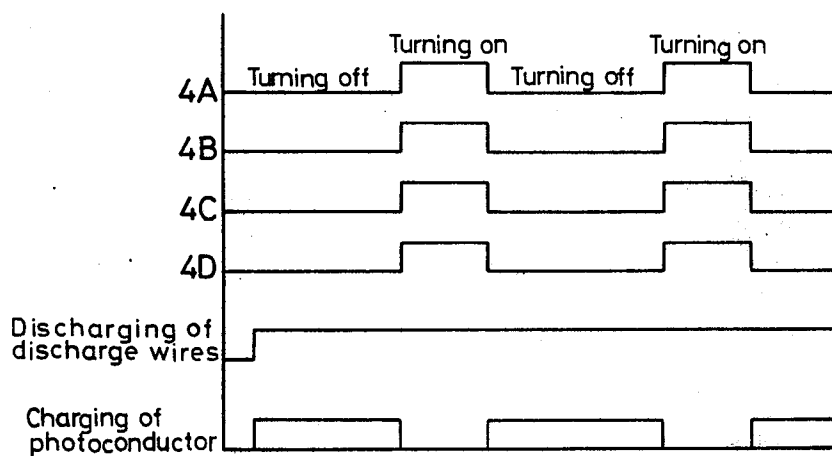 Turning on Turning on
Turning off Turning off
4A
4B
4C
4D
Discharging of
discharge wires
Charging of
photoconductor